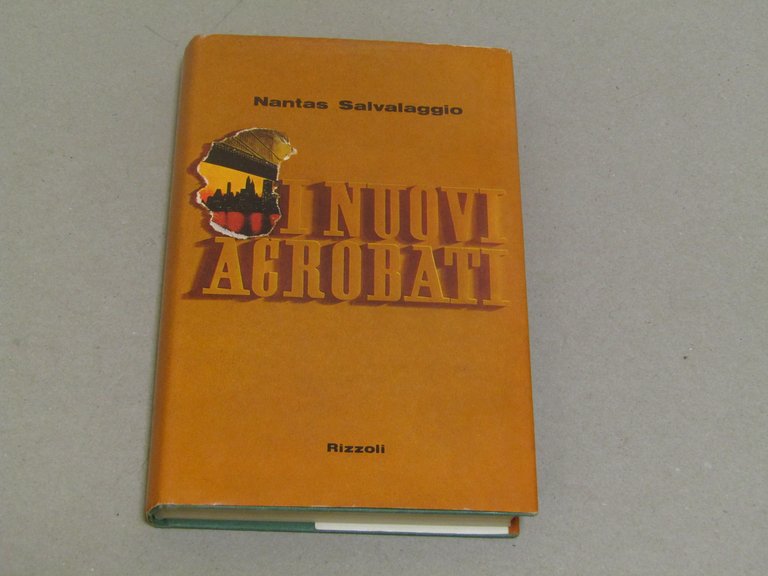 Nantas Salvalaggio
I NUOVI
ACROBATI
Rizzoli